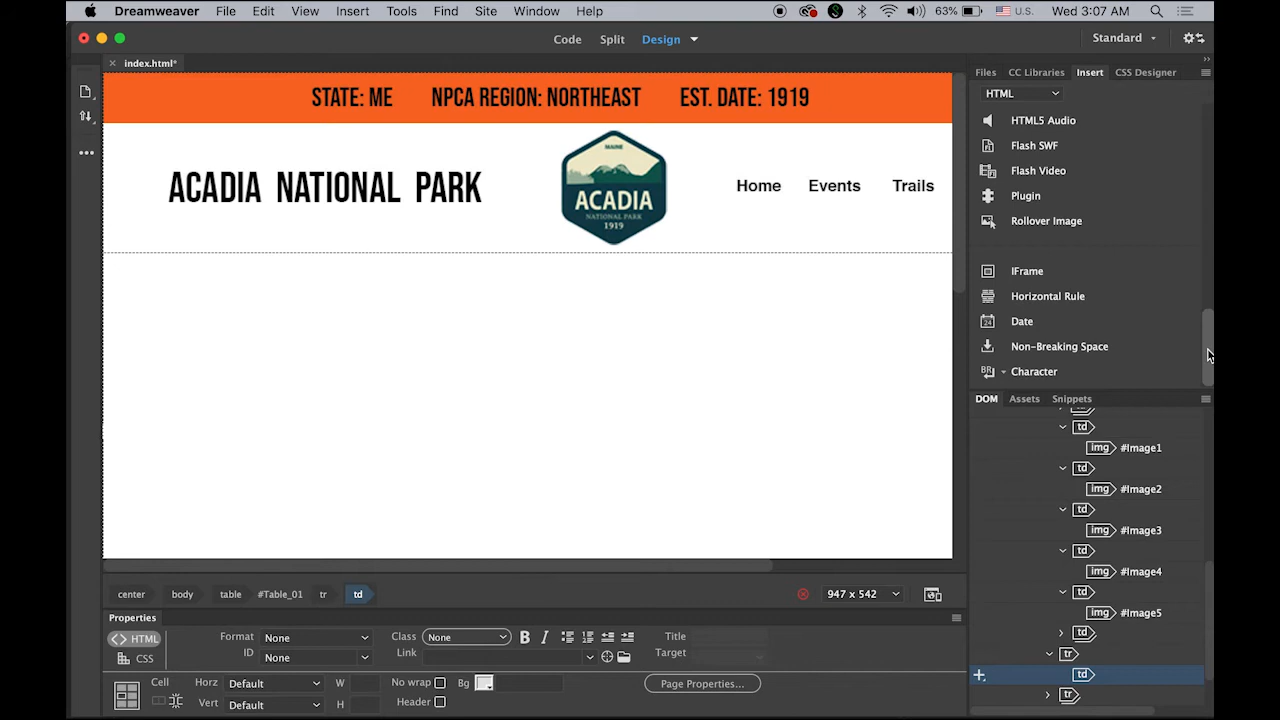 Dreamweaver File Edit View Insert Tools Find Site Window Help 63% U.S. Wed 3:07 AM
Code Split Design Standard
index.html*
Files CC Libraries Insert CSS Designer
HTML
STATE: ME NPCA REGION: NORTHEAST EST. DATE: 1919
ACADIA NATIONAL PARK
MAINE
ACADIA
NATIONAL PARK
1919
Home Events Trails
HTML5 Audio
Flash SWF
Flash Video
Plugin
Rollover Image
IFrame
Horizontal Rule
24 Date
Non-Breaking Space
BR Character
DOM Assets Snippets
td
img #Image1
td
img #Image2
td
img #Image3
td
img #Image4
td
img #Image5
td
tr
td
tr
center body table #Table_01 tr td 947 x 542
Properties
HTML Format None Class None B I Title
CSS ID None Link Target
Cell Horz Default W No wrap Bg Page Properties...
Vert Default H Header